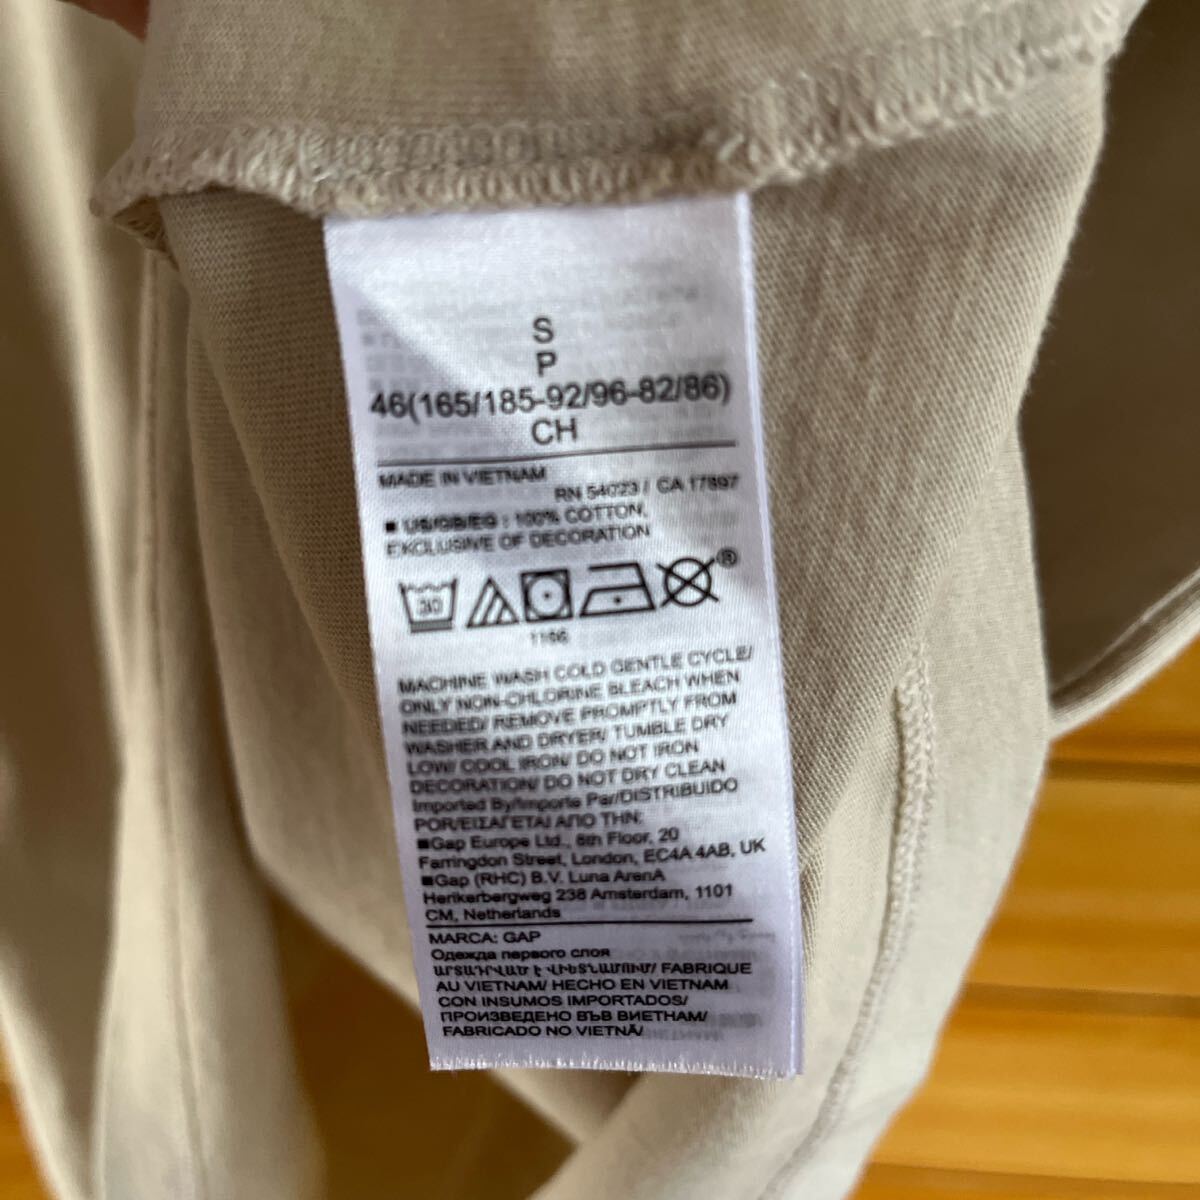 S
P
46(165/185-92/96-82/86)
CH
MADE IN VIETNAM
RN 54023 / CA 17897
■ US/GB/EG : 100% COTTON,
EXCLUSIVE OF DECORATION
30 ®
1166
MACHINE WASH COLD GENTLE CYCLE/
ONLY NON-CHLORINE BLEACH WHEN
NEEDED/ REMOVE PROMPTLY FROM
WASHER AND DRYER/ TUMBLE DRY
LOW/ COOL IRON/ DO NOT IRON
DECORATION/ DO NOT DRY CLEAN
Imported By/Importe Par/DISTRIBUIDO
POR/ΕΙΣΑΓΕΤΑΙ ΑΠΟ ΤΗΝ:
■Gap Europe Ltd., 6th Floor, 20
Farringdon Street, London, EC4A 4AB, UK
■Gap (RHC) B.V. Luna ArenA
Herikerbergweg 238 Amsterdam, 1101
CM, Netherlands
MARCA: GAP
Одежда первого слоя
ԱՐՏԱԴՐՎԱԾ Է ՎԻԵՏՆԱՄՈՒՄ/ FABRIQUE
AU VIETNAM/ HECHO EN VIETNAM
CON INSUMOS IMPORTADOS/
ПРОИЗВЕДЕНО ВЪВ ВИЕТНАМ/
FABRICADO NO VIETNÃ/